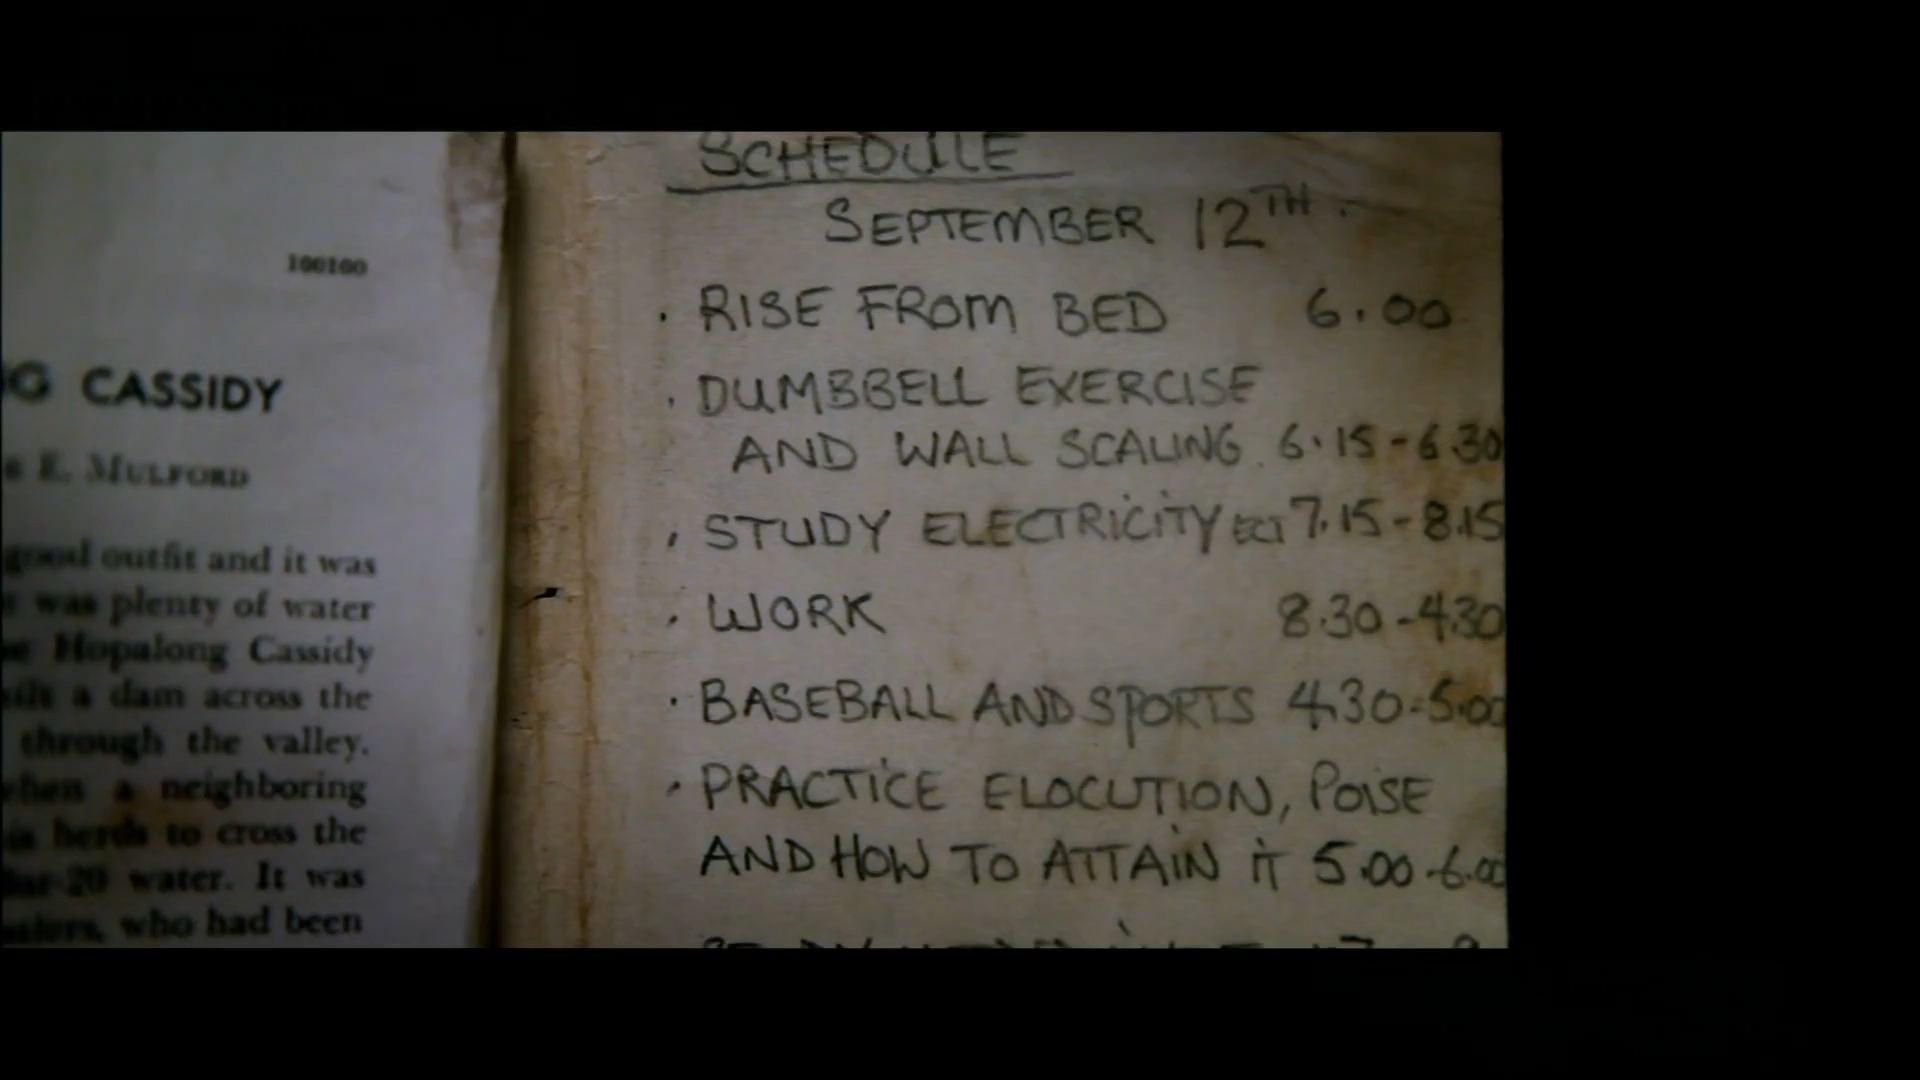 100100
CASSIDY
E. MULFORD
good outfit and it was
was plenty of water
Hopalong Cassidy
a dam across the
through the valley.
when a neighboring
herds to cross the
water. It was
who had been
SCHEDULE
SEPTEMBER 12TH.
· RISE FROM BED 6.00
· DUMBBELL EXERCISE
AND WALL SCALING. 6.15-6.30
· STUDY ELECTRICITY ECT 7.15-8.15
· WORK 8.30-4.30
· BASEBALL AND SPORTS 4.30-5.00
· PRACTICE ELOCUTION, POISE
AND HOW TO ATTAIN IT 5.00-6.00